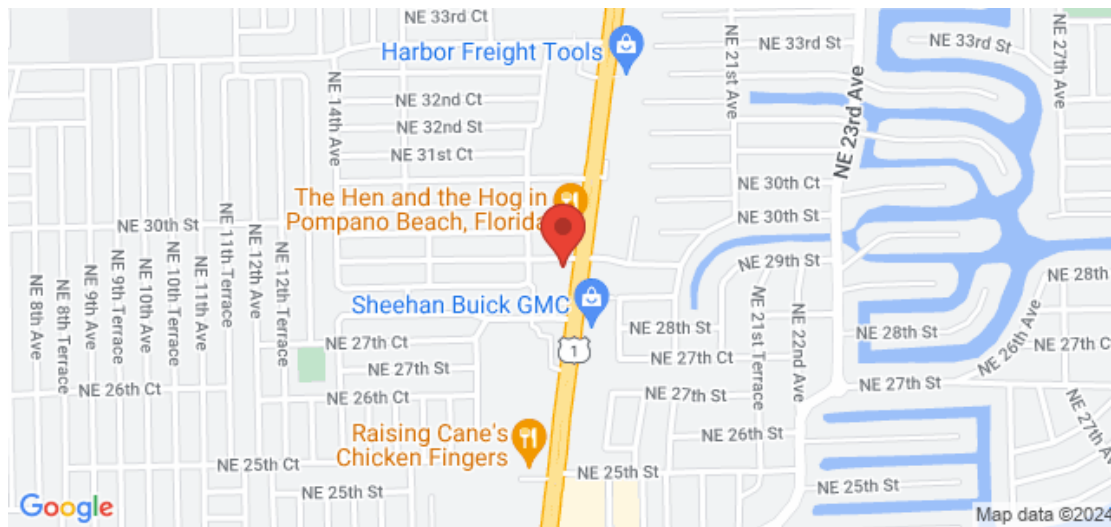 NE 33rd Ct
Harbor Freight Tools
NE 21st Ave
NE 33rd St
NE 33rd St
NE 27th Ave
NE 14th Ave
NE 32nd Ct
NE 32nd St
NE 31st Ct
NE 23rd Ave
The Hen and the Hog in
Pompano Beach, Florida
NE 30th Ct
NE 30th St
NE 30th St
NE 29th St
NE 8th Ave
NE 8th Terrace
NE 9th Ave
NE 9th Terrace
NE 10th Ave
NE 10th Terrace
NE 11th Ave
NE 11th Terrace
NE 12th Ave
NE 12th Terrace
Sheehan Buick GMC
1
NE 28th St
NE 28th St
NE 28th
NE 21st Terrace
NE 22nd Ave
NE 26th Ave
NE 27th Ct
NE 27th Ct
NE 27th Ct
NE 27th St
NE 27th St
NE 27th St
NE 26th Ct
NE 26th Ct
NE 26th St
NE 27th Av
Raising Cane's
Chicken Fingers
NE 25th Ct
NE 25th St
NE 25th St
NE 25th St
Google
Map data ©2024